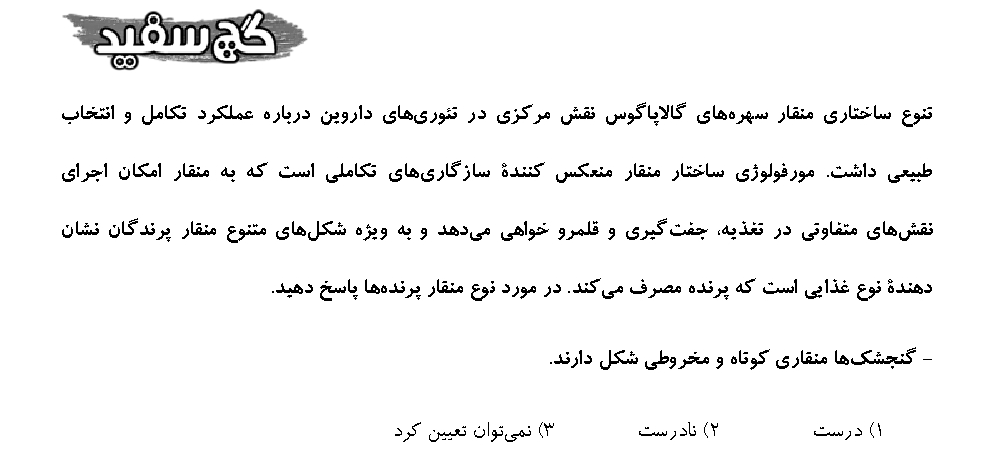 گچ سفید
تنوع ساختاری منقار سهره‌های گالاپاگوس نقش مرکزی در تئوری‌های داروین درباره عملکرد تکامل و انتخاب
طبیعی داشت. مورفولوژی ساختار منقار منعکس کنندهٔ سازگاری‌های تکاملی است که به منقار امکان اجرای
نقش‌های متفاوتی در تغذیه، جفت‌گیری و قلمرو خواهی می‌دهد و به ویژه شکل‌های متنوع منقار پرندگان نشان
دهندهٔ نوع غذایی است که پرنده مصرف می‌کند. در مورد نوع منقار پرنده‌ها پاسخ دهید.
– گنجشک‌ها منقاری کوتاه و مخروطی شکل دارند.
۱) درست ۲) نادرست ۳) نمی‌توان تعیین کرد